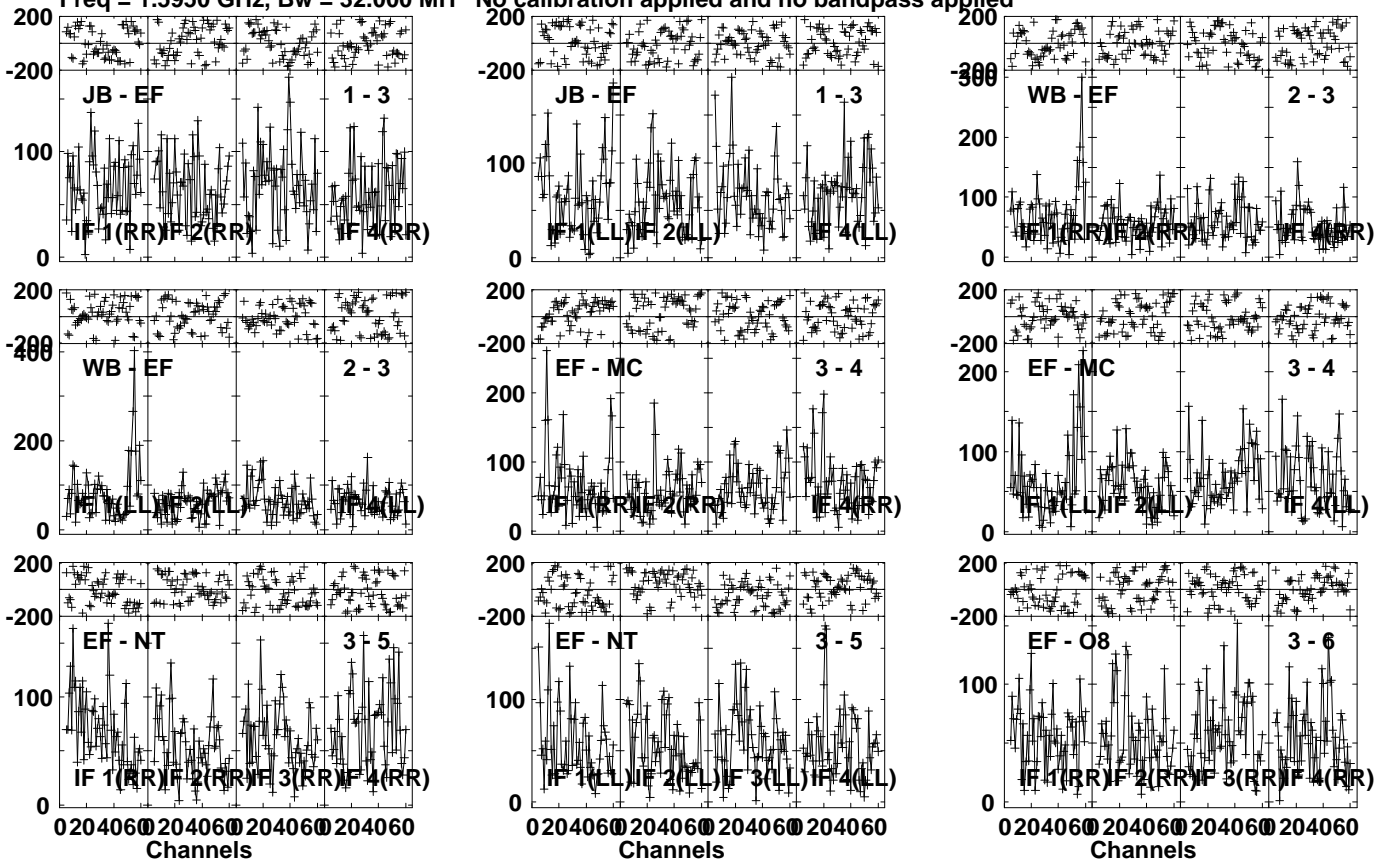 Freq = 1.5950 GHz, Bw = 32.000 MH No calibration applied and no bandpass applied
200
-200
JB - EF
1 - 3
100
0
IF 1(RR)
IF 2(RR)
IF 4(RR)
200
-200
JB - EF
1 - 3
100
0
IF 1(LL)
IF 2(LL)
IF 4(LL)
200
-200
300
WB - EF
2 - 3
200
100
0
IF 1(RR)
IF 2(RR)
IF 4(RR)
200
-200
400
WB - EF
2 - 3
200
0
IF 1(LL)
IF 2(LL)
IF 4(LL)
200
-200
EF - MC
3 - 4
200
100
0
IF 1(RR)
IF 2(RR)
IF 4(RR)
200
-200
EF - MC
3 - 4
200
100
0
IF 1(LL)
IF 2(LL)
IF 4(LL)
200
-200
EF - NT
3 - 5
100
0
IF 1(RR)
IF 2(RR)
IF 3(RR)
IF 4(RR)
0 20 40 60 0 20 40 60 0 20 40 60 0 20 40 60
Channels
200
-200
EF - NT
3 - 5
100
0
IF 1(LL)
IF 2(LL)
IF 3(LL)
IF 4(LL)
0 20 40 60 0 20 40 60 0 20 40 60 0 20 40 60
Channels
200
-200
EF - O8
3 - 6
100
0
IF 1(RR)
IF 2(RR)
IF 3(RR)
IF 4(RR)
0 20 40 60 0 20 40 60 0 20 40 60 0 20 40 60
Channels